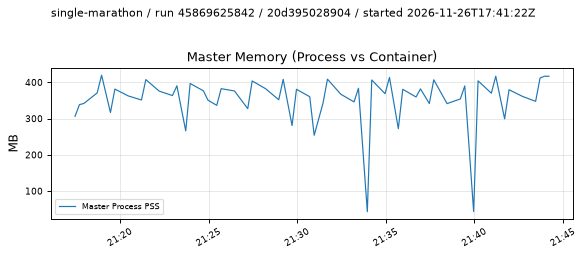 single-marathon / run 45869625842 / 20d395028904 / started 2026-11-26T17:41:22Z
Master Memory (Process vs Container)
400
300
200
100
MB
Master Process PSS
21:20
21:25
21:30
21:35
21:40
21:45